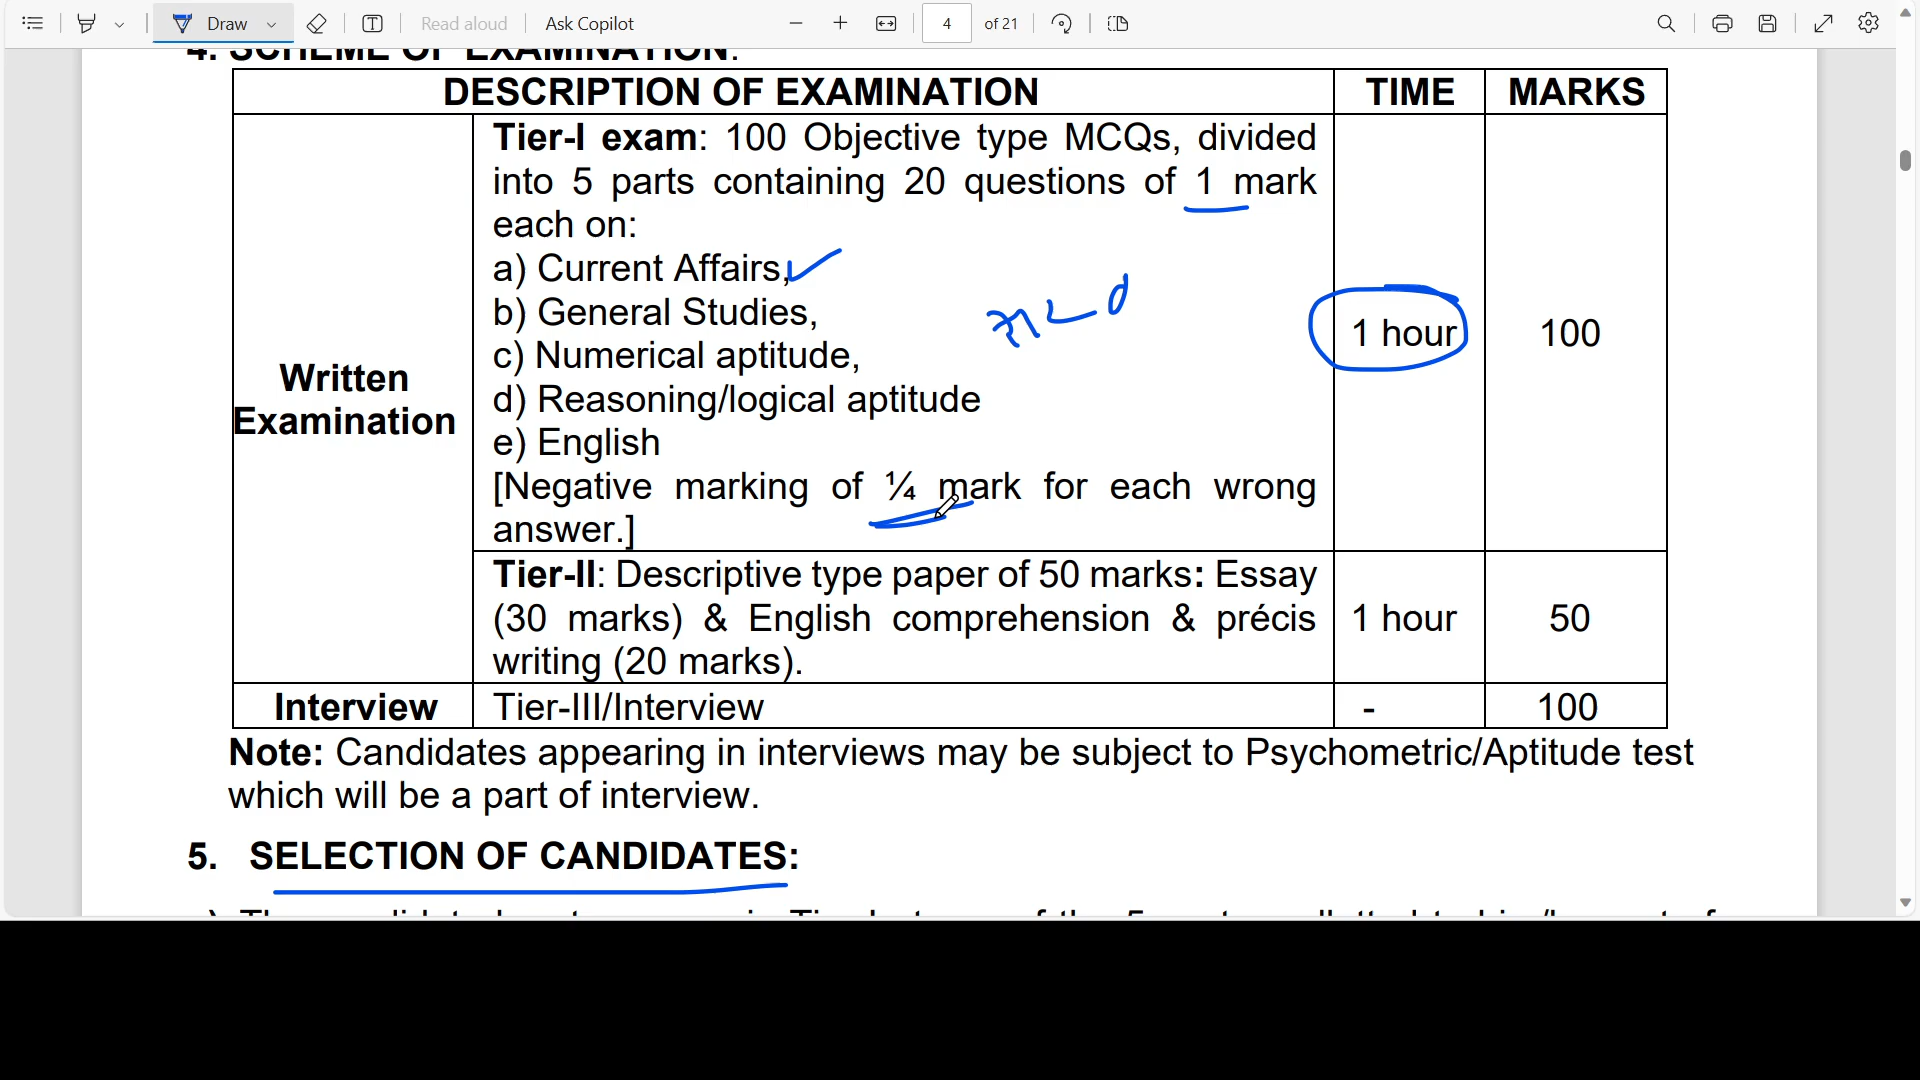 Draw
Read aloud
Ask Copilot
4
of 21
4. SCHEME OF EXAMINATION:
DESCRIPTION OF EXAMINATION
TIME
MARKS
Written
Examination
Tier-I exam: 100 Objective type MCQs, divided
into 5 parts containing 20 questions of 1 mark
each on:
a) Current Affairs,
b) General Studies,
c) Numerical aptitude,
d) Reasoning/logical aptitude
e) English
[Negative marking of ¼ mark for each wrong
answer.]
1 hour
100
Tier-II: Descriptive type paper of 50 marks: Essay
(30 marks) & English comprehension & précis
writing (20 marks).
1 hour
50
Interview
Tier-III/Interview
-
100
Note: Candidates appearing in interviews may be subject to Psychometric/Aptitude test
which will be a part of interview.
5. SELECTION OF CANDIDATES: